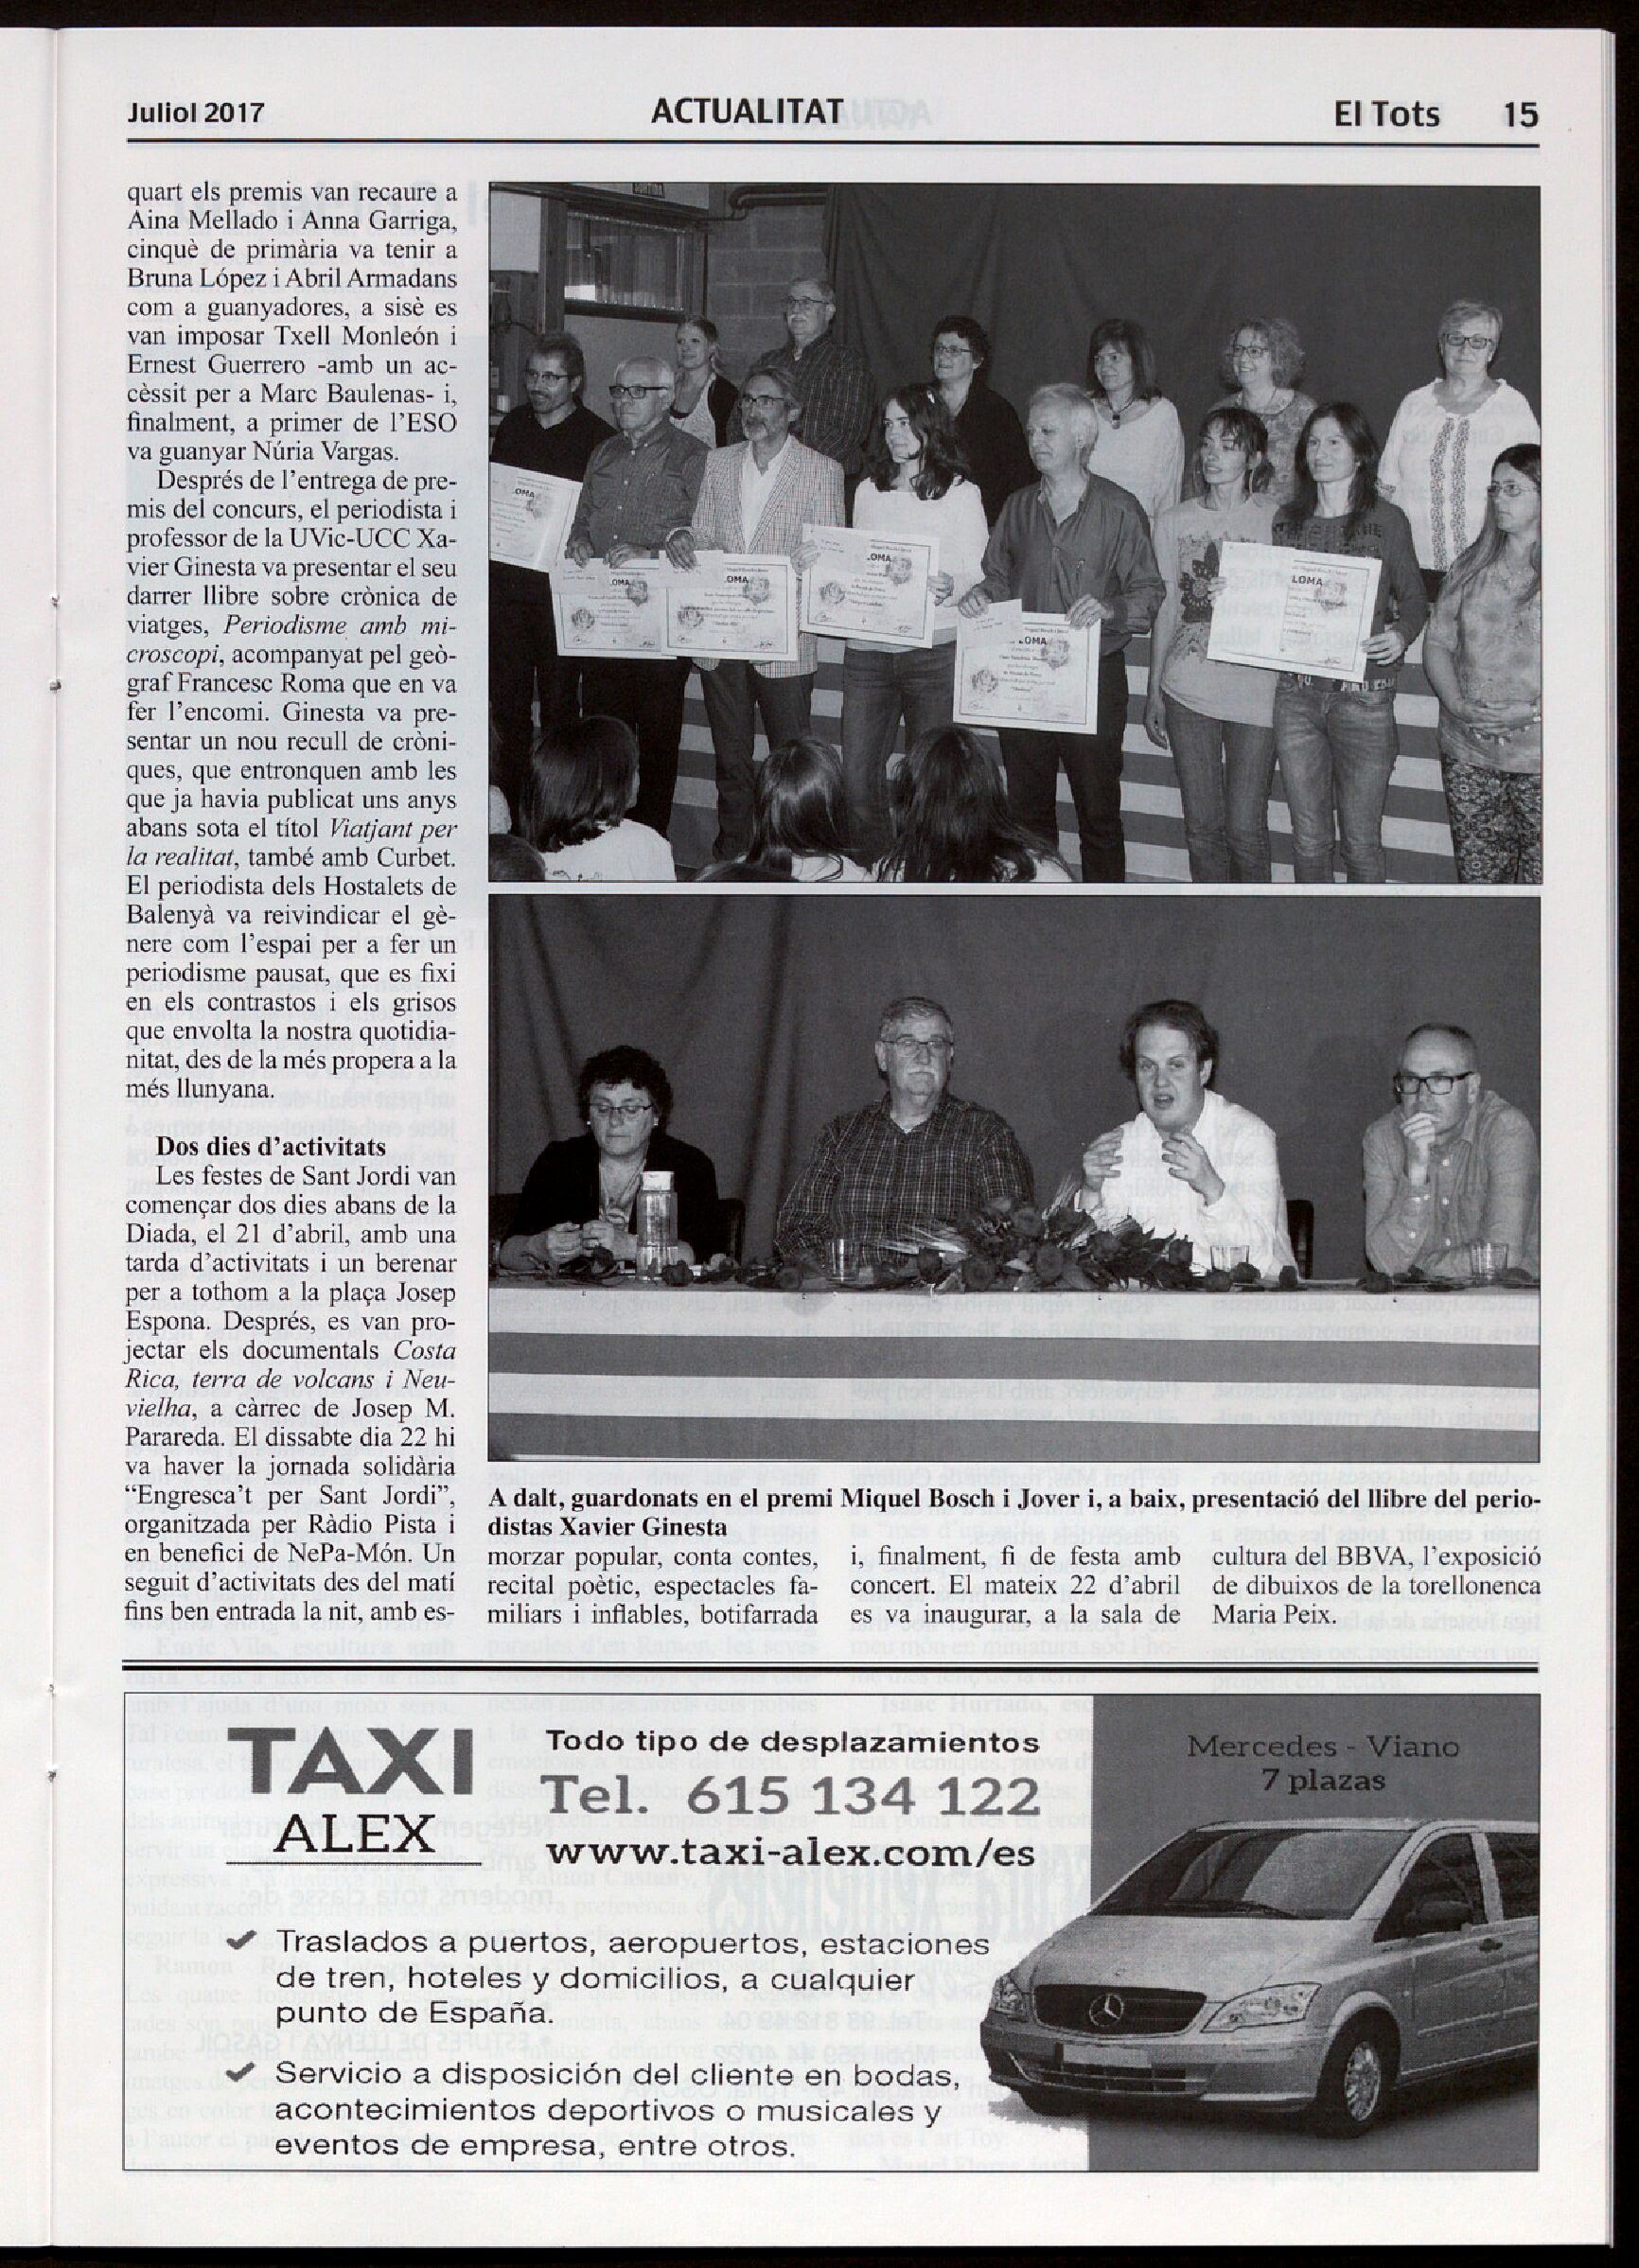 Juliol 2017
ACTUALITAT
El Tots 15
quart els premis van recaure a
Aina Mellado i Anna Garriga,
cinquè de primària va tenir a
Bruna López i Abril Armadans
com a guanyadores, a sisè es
van imposar Txell Monleón i
Ernest Guerrero -amb un ac-
cèssit per a Marc Baulenas- i,
finalment, a primer de l'ESO
va guanyar Núria Vargas.
Després de l'entrega de pre-
mis del concurs, el periodista i
professor de la UVic-UCC Xa-
vier Ginesta va presentar el seu
darrer llibre sobre crònica de
viatges, Periodisme amb mi-
croscopi, acompanyat pel geò-
graf Francesc Roma que en va
fer l'encomi. Ginesta va pre-
sentar un nou recull de cròni-
ques, que entronquen amb les
que ja havia publicat uns anys
abans sota el títol Viatjant per
la realitat, també amb Curbet.
El periodista dels Hostalets de
Balenyà va reivindicar el gè-
nere com l'espai per a fer un
periodisme pausat, que es fixi
en els contrastos i els grisos
que envolta la nostra quotidia-
nitat, des de la més propera a la
més llunyana.
Dos dies d'activitats
Les festes de Sant Jordi van
començar dos dies abans de la
Diada, el 21 d'abril, amb una
tarda d'activitats i un berenar
per a tothom a la plaça Josep
Espona. Després, es van pro-
jectar els documentals Costa
Rica, terra de volcans i Neu-
vielha, a càrrec de Josep M.
Parareda. El dissabte dia 22 hi
va haver la jornada solidària
“Engresca't per Sant Jordi”,
organitzada per Ràdio Pista i
en benefici de NePa-Món. Un
seguit d'activitats des del matí
fins ben entrada la nit, amb es-
A dalt, guardonats en el premi Miquel Bosch i Jover i, a baix, presentació del llibre del perio-
distas Xavier Ginesta
morzar popular, conta contes,
recital poètic, espectacles fa-
miliars i inflables, botifarrada
i, finalment, fi de festa amb
concert. El mateix 22 d'abril
es va inaugurar, a la sala de
cultura del BBVA, l'exposició
de dibuixos de la torellonenca
Maria Peix.
TAXI
ALEX
Todo tipo de desplazamientos
Tel. 615 134 122
www.taxi-alex.com/es
Mercedes - Viano
7 plazas
✔ Traslados a puertos, aeropuertos, estaciones
de tren, hoteles y domicilios, a cualquier
punto de España.
✔ Servicio a disposición del cliente en bodas,
acontecimientos deportivos o musicales y
eventos de empresa, entre otros.